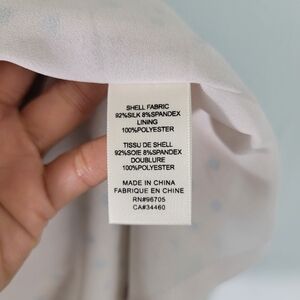 SHELL FABRIC
92%SILK 8%SPANDEX
LINING
100%POLYESTER
TISSU DE SHELL
92%SOIE 8%SPANDEX
DOUBLURE
100%POLYESTER
MADE IN CHINA
FABRIQUE EN CHINE
RN#96705
CA#34460